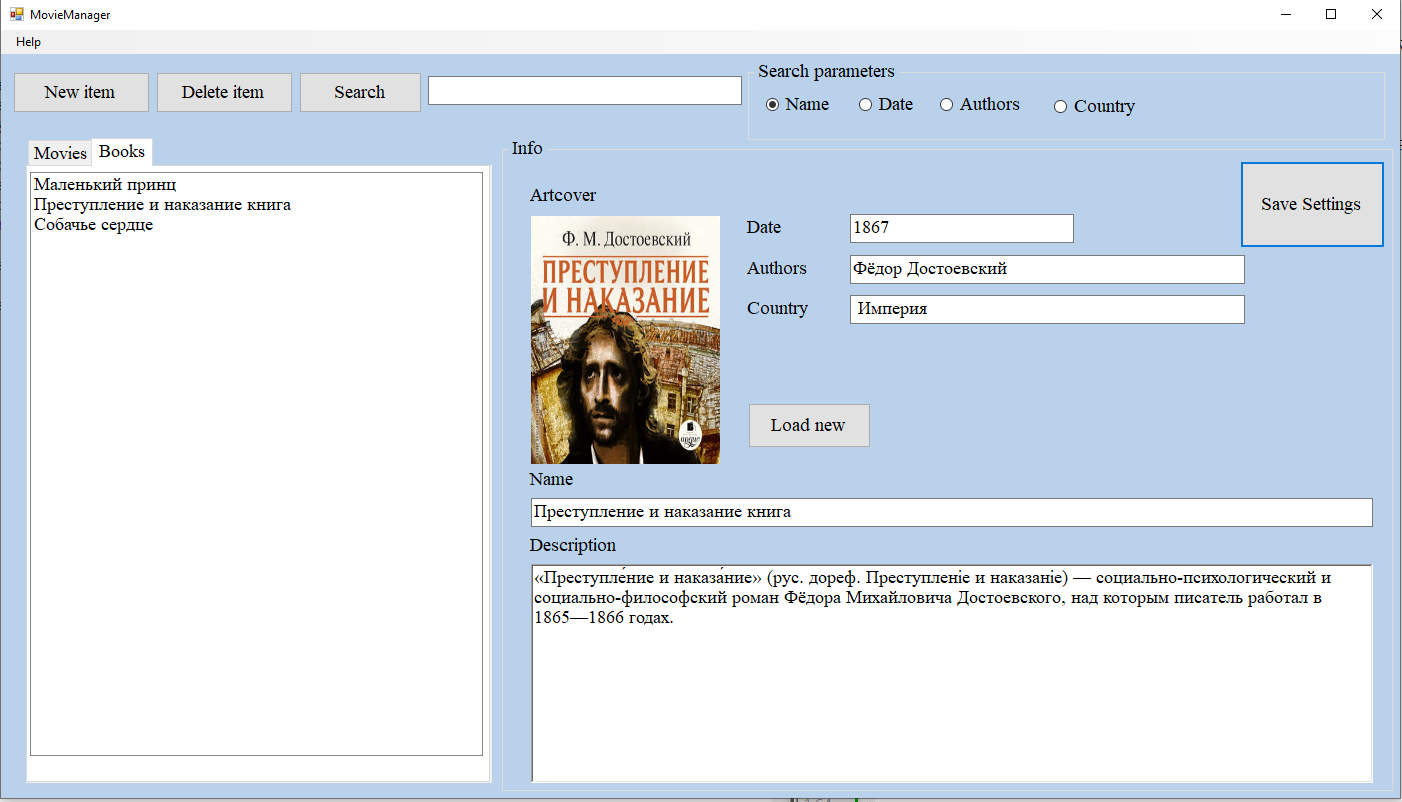 MovieManager
Help
New item
Delete item
Search
Search parameters
Name
Date
Authors
Country
Movies
Books
Маленький принц
Преступление и наказание книга
Собачье сердце
Info
Artcover
Save Settings
Ф. М. Достоевский
ПРЕСТУПЛЕНИЕ
И НАКАЗАНИЕ
ардис
Date
1867
Authors
Фёдор Достоевский
Country
Империя
Load new
Name
Преступление и наказание книга
Description
«Преступле́ние и наказа́ние» (рус. дореф. Преступленіе и наказаніе) — социально-психологический и
социально-философский роман Фёдора Михайловича Достоевского, над которым писатель работал в
1865—1866 годах.